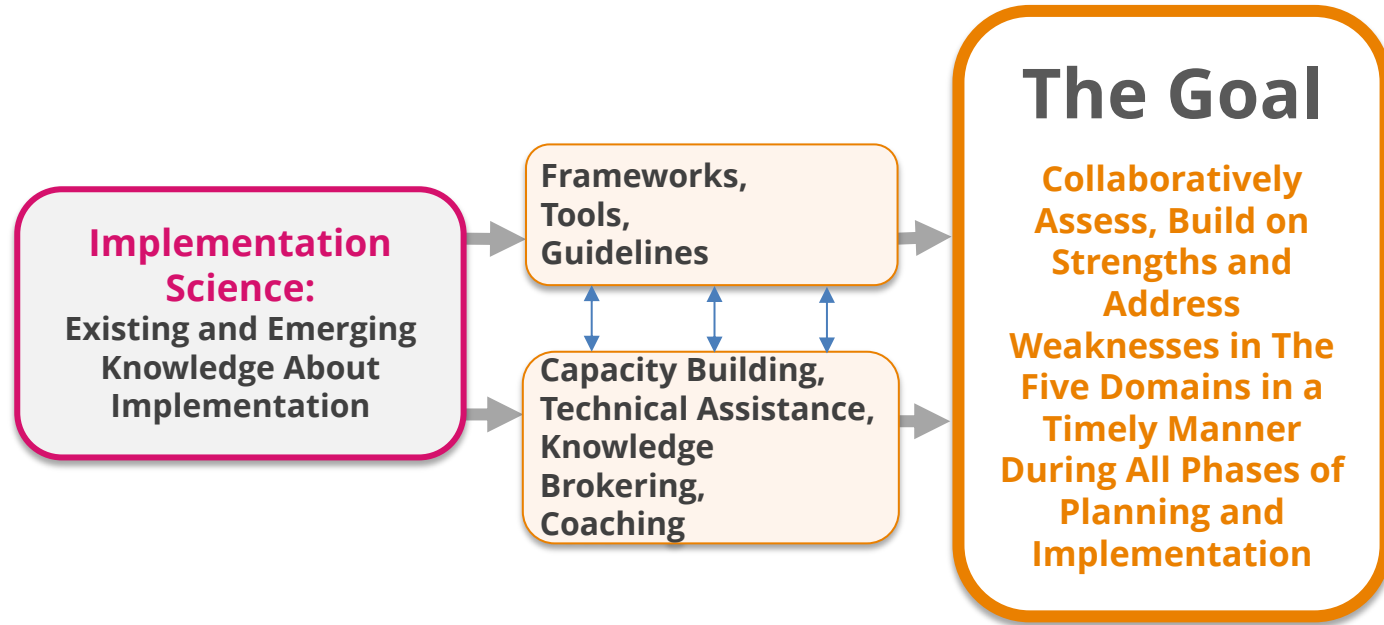 Implementation
Science:
Existing and Emerging
Knowledge About
Implementation
Frameworks,
Tools,
Guidelines
Capacity Building,
Technical Assistance,
Knowledge
Brokering,
Coaching
The Goal
Collaboratively
Assess, Build on
Strengths and
Address
Weaknesses in The
Five Domains in a
Timely Manner
During All Phases of
Planning and
Implementation